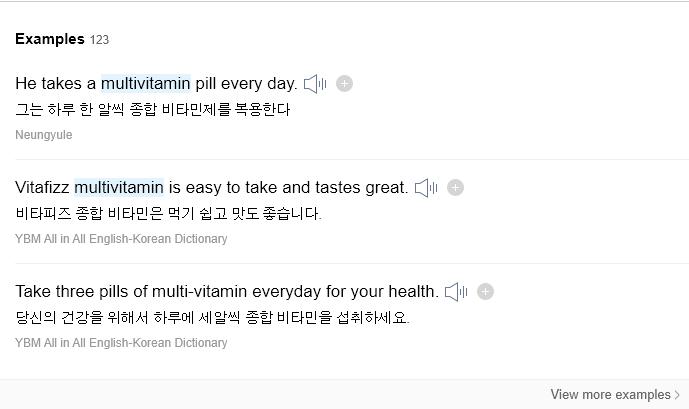 Examples 123
He takes a multivitamin pill every day.
그는 하루 한 알씩 종합 비타민제를 복용한다
Neungyule
Vitafizz multivitamin is easy to take and tastes great.
비타피즈 종합 비타민은 먹기 쉽고 맛도 좋습니다.
YBM All in All English-Korean Dictionary
Take three pills of multi-vitamin everyday for your health.
당신의 건강을 위해서 하루에 세알씩 종합 비타민을 섭취하세요.
YBM All in All English-Korean Dictionary
View more examples